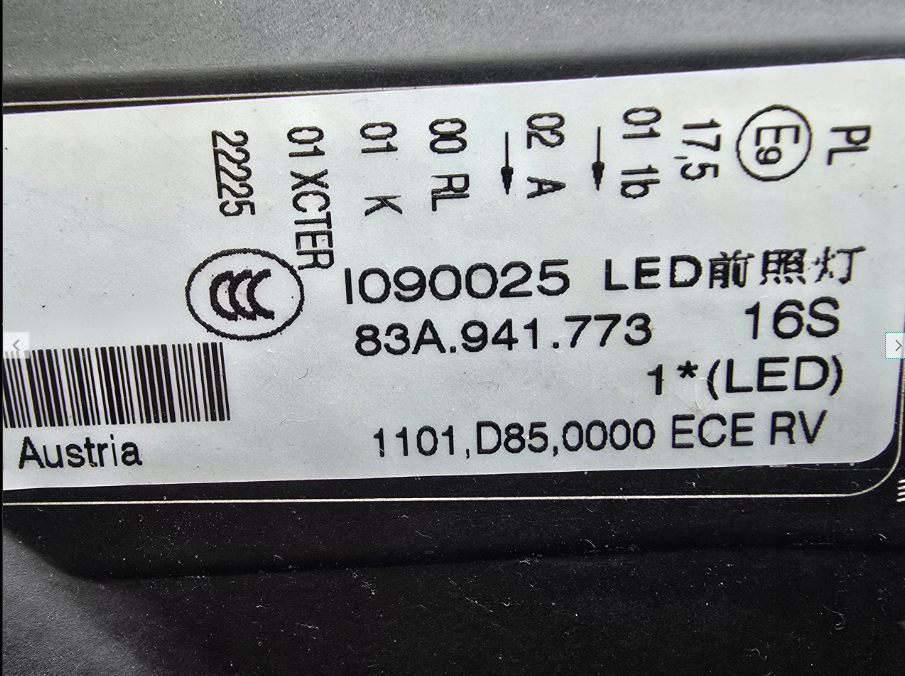 PL
E9
17,5
01 1b
02 A
00 RL
01 K
01 XCTER
22225
CCC
I090025 LED前照灯
83A.941.773 16S
1*(LED)
Austria 1101,D85,0000 ECE RV